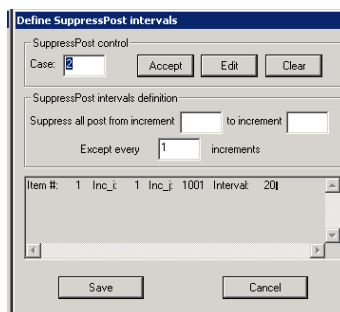 Define SuppressPost intervals
SuppressPost control
Case: 2 Accept Edit Clear
SuppressPost intervals definition
Suppress all post from increment to increment
Except every 1 increments
Item #: 1 Inc_i: 1 Inc_j: 1001 Interval: 20
Save Cancel